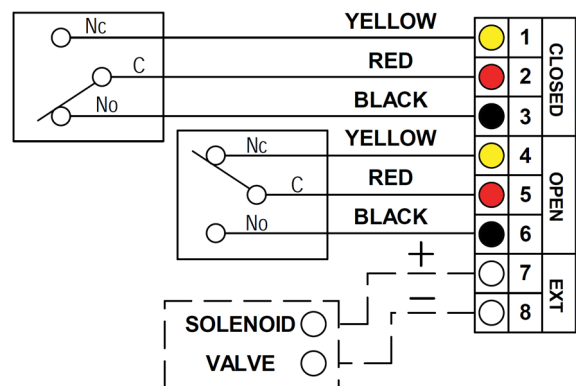 Nc YELLOW 1
C RED 2
No BLACK 3
CLOSED
Nc YELLOW 4
C RED 5
No BLACK 6
OPEN
+ 7
SOLENOID − 8
VALVE
EXT